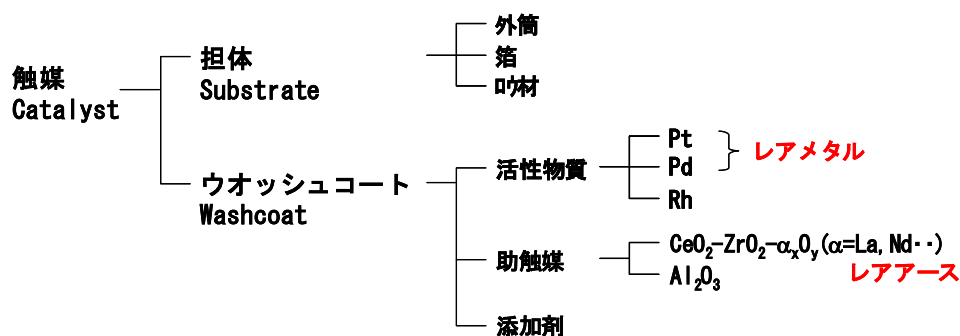 触媒
Catalyst
担体
Substrate
外筒
箔
ロウ材
ウオッシュコート
Washcoat
活性物質
Pt
Pd
Rh
レアメタル
助触媒
CeO₂-ZrO₂-αₓOᵧ(α=La,Nd··)
Al₂O₃
レアアース
添加剤